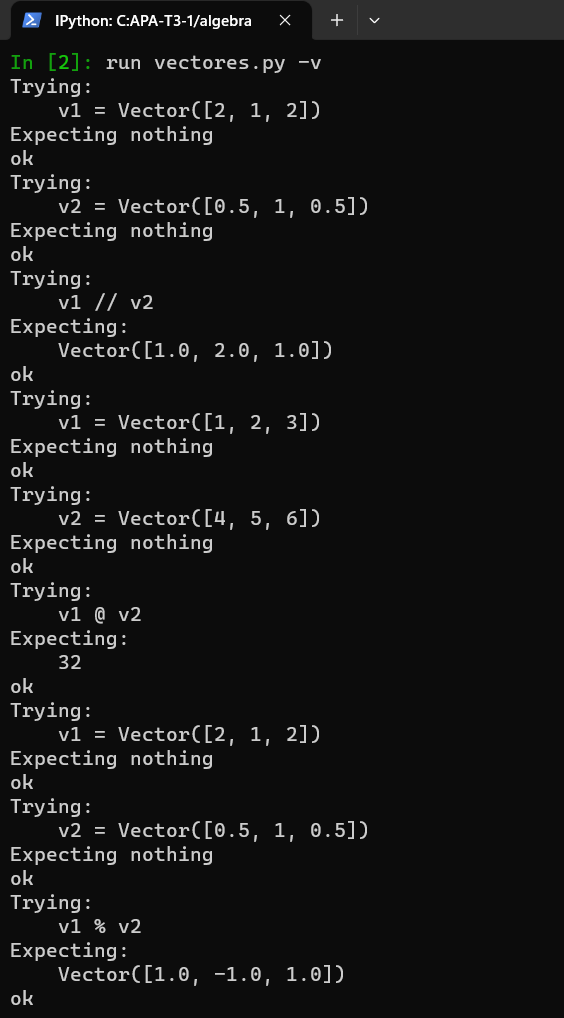 IPython: C:APA-T3-1/algebra
In [2]: run vectores.py -v
Trying:
    v1 = Vector([2, 1, 2])
Expecting nothing
ok
Trying:
    v2 = Vector([0.5, 1, 0.5])
Expecting nothing
ok
Trying:
    v1 // v2
Expecting:
    Vector([1.0, 2.0, 1.0])
ok
Trying:
    v1 = Vector([1, 2, 3])
Expecting nothing
ok
Trying:
    v2 = Vector([4, 5, 6])
Expecting nothing
ok
Trying:
    v1 @ v2
Expecting:
    32
ok
Trying:
    v1 = Vector([2, 1, 2])
Expecting nothing
ok
Trying:
    v2 = Vector([0.5, 1, 0.5])
Expecting nothing
ok
Trying:
    v1 % v2
Expecting:
    Vector([1.0, -1.0, 1.0])
ok